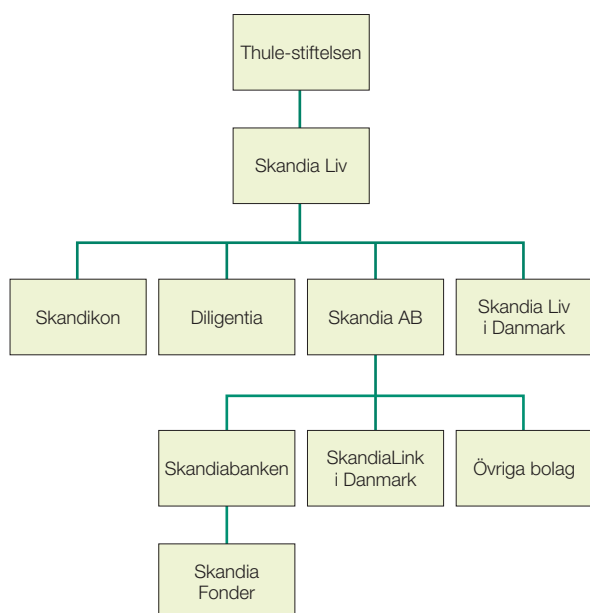 Thule-stiftelsen
Skandia Liv
Skandikon
Diligentia
Skandia AB
Skandia Liv
i Danmark
Skandiabanken
SkandiaLink
i Danmark
Övriga bolag
Skandia
Fonder